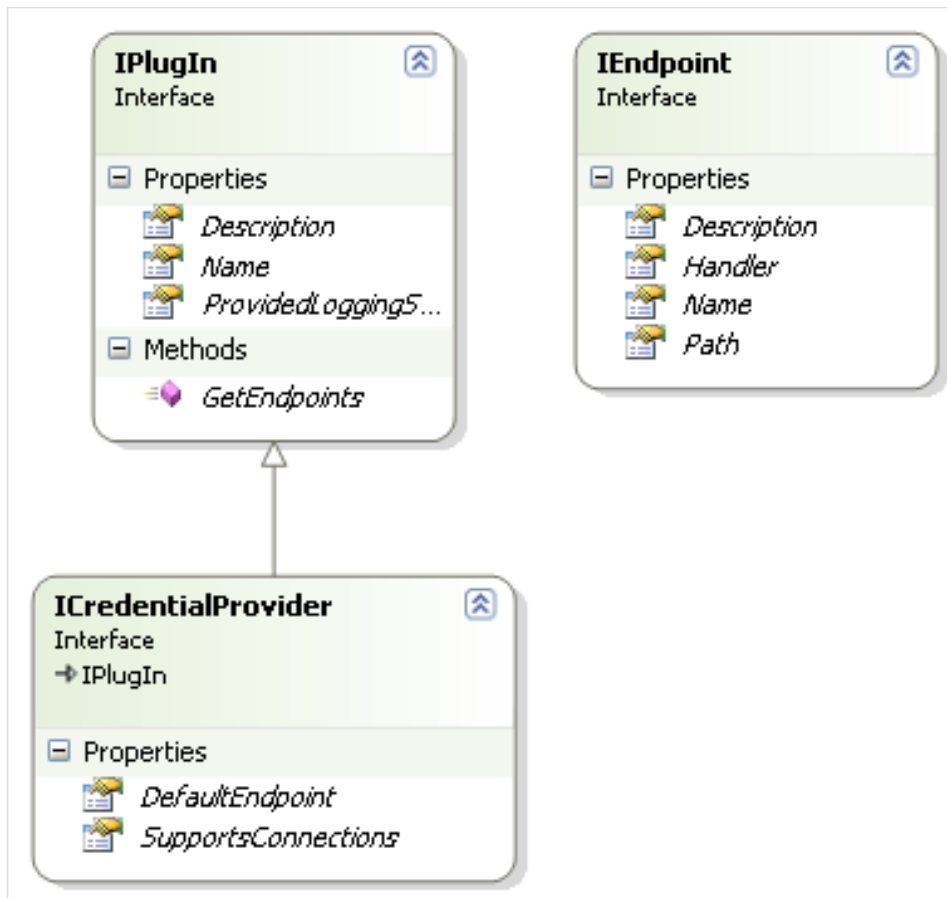 IPlugIn
Interface
Properties
Description
Name
ProvidedLoggingS...
Methods
GetEndpoints
IEndpoint
Interface
Properties
Description
Handler
Name
Path
ICredentialProvider
Interface
IPlugIn
Properties
DefaultEndpoint
SupportsConnections